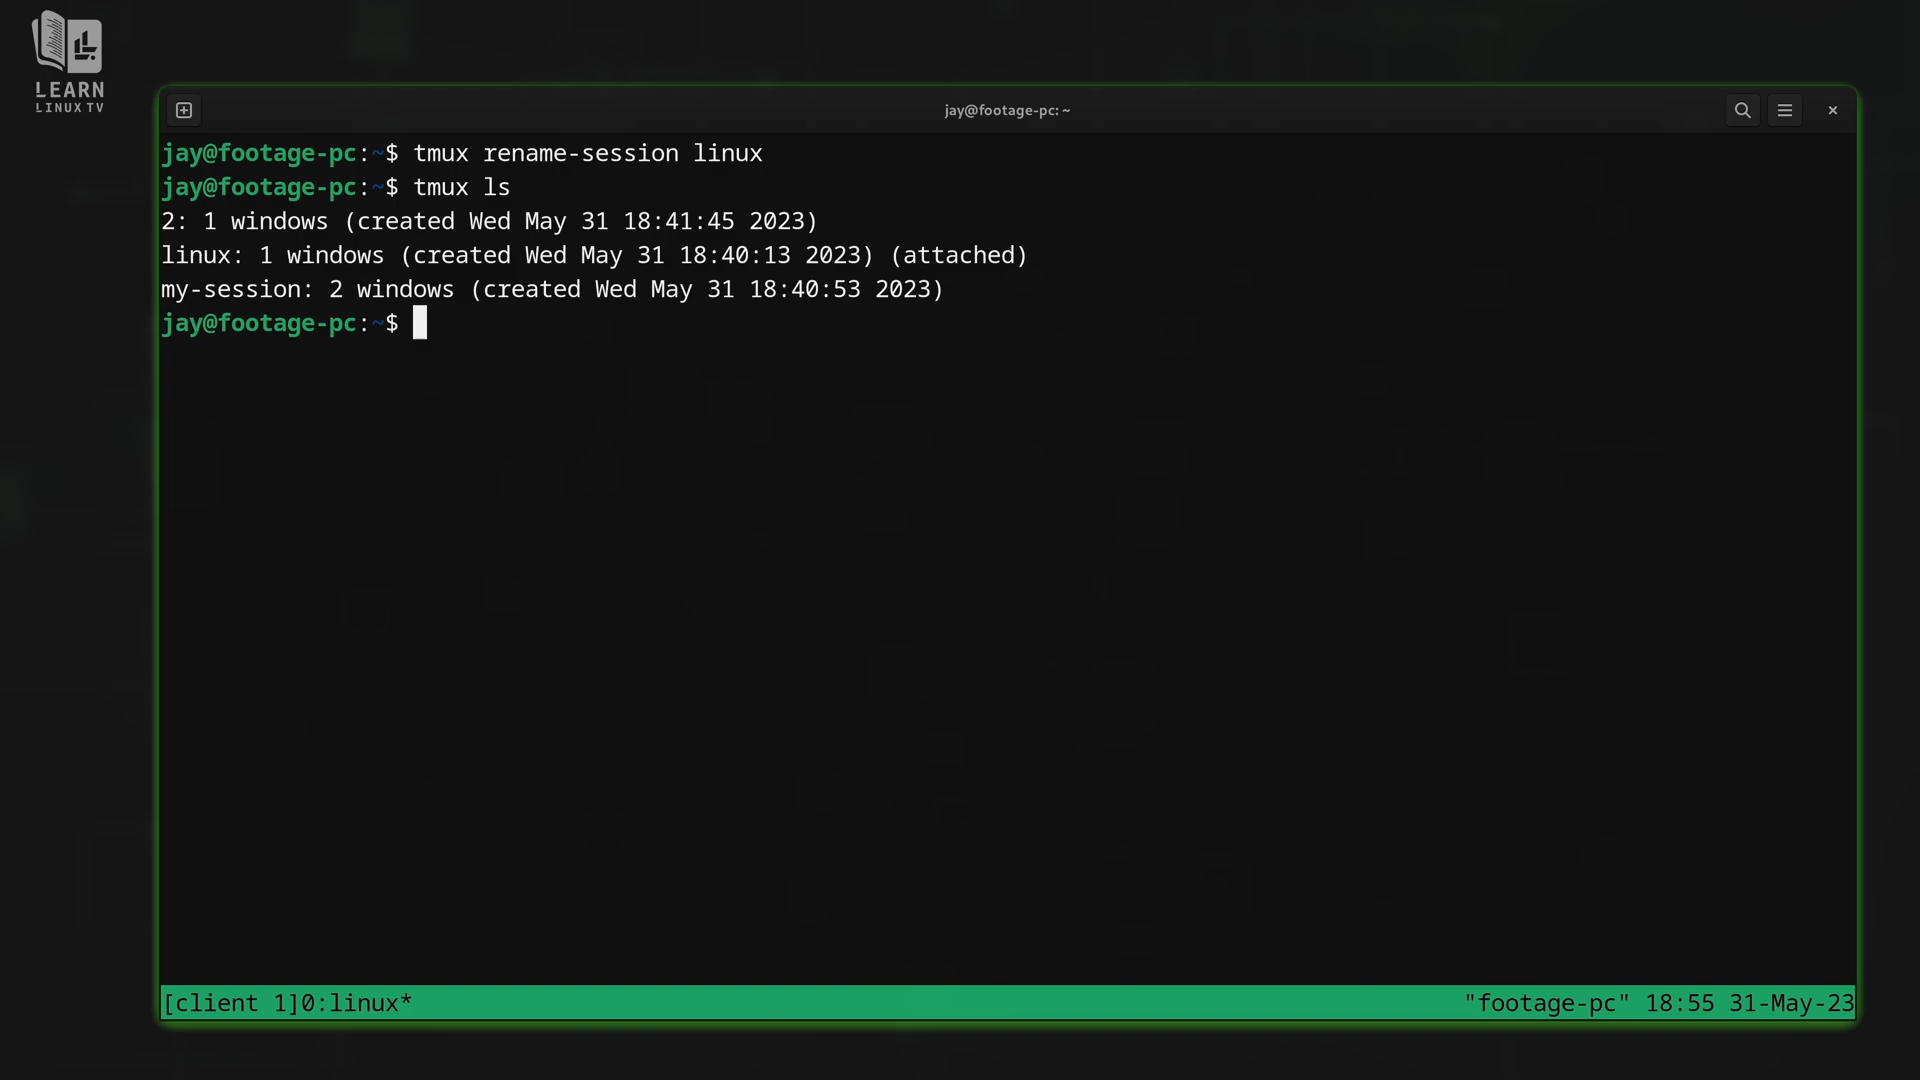 LEARN
LINUX TV
jay@footage-pc: ~
jay@footage-pc:~$ tmux rename-session linux
jay@footage-pc:~$ tmux ls
2: 1 windows (created Wed May 31 18:41:45 2023)
linux: 1 windows (created Wed May 31 18:40:13 2023) (attached)
my-session: 2 windows (created Wed May 31 18:40:53 2023)
jay@footage-pc:~$
[client 1]0:linux* "footage-pc" 18:55 31-May-23